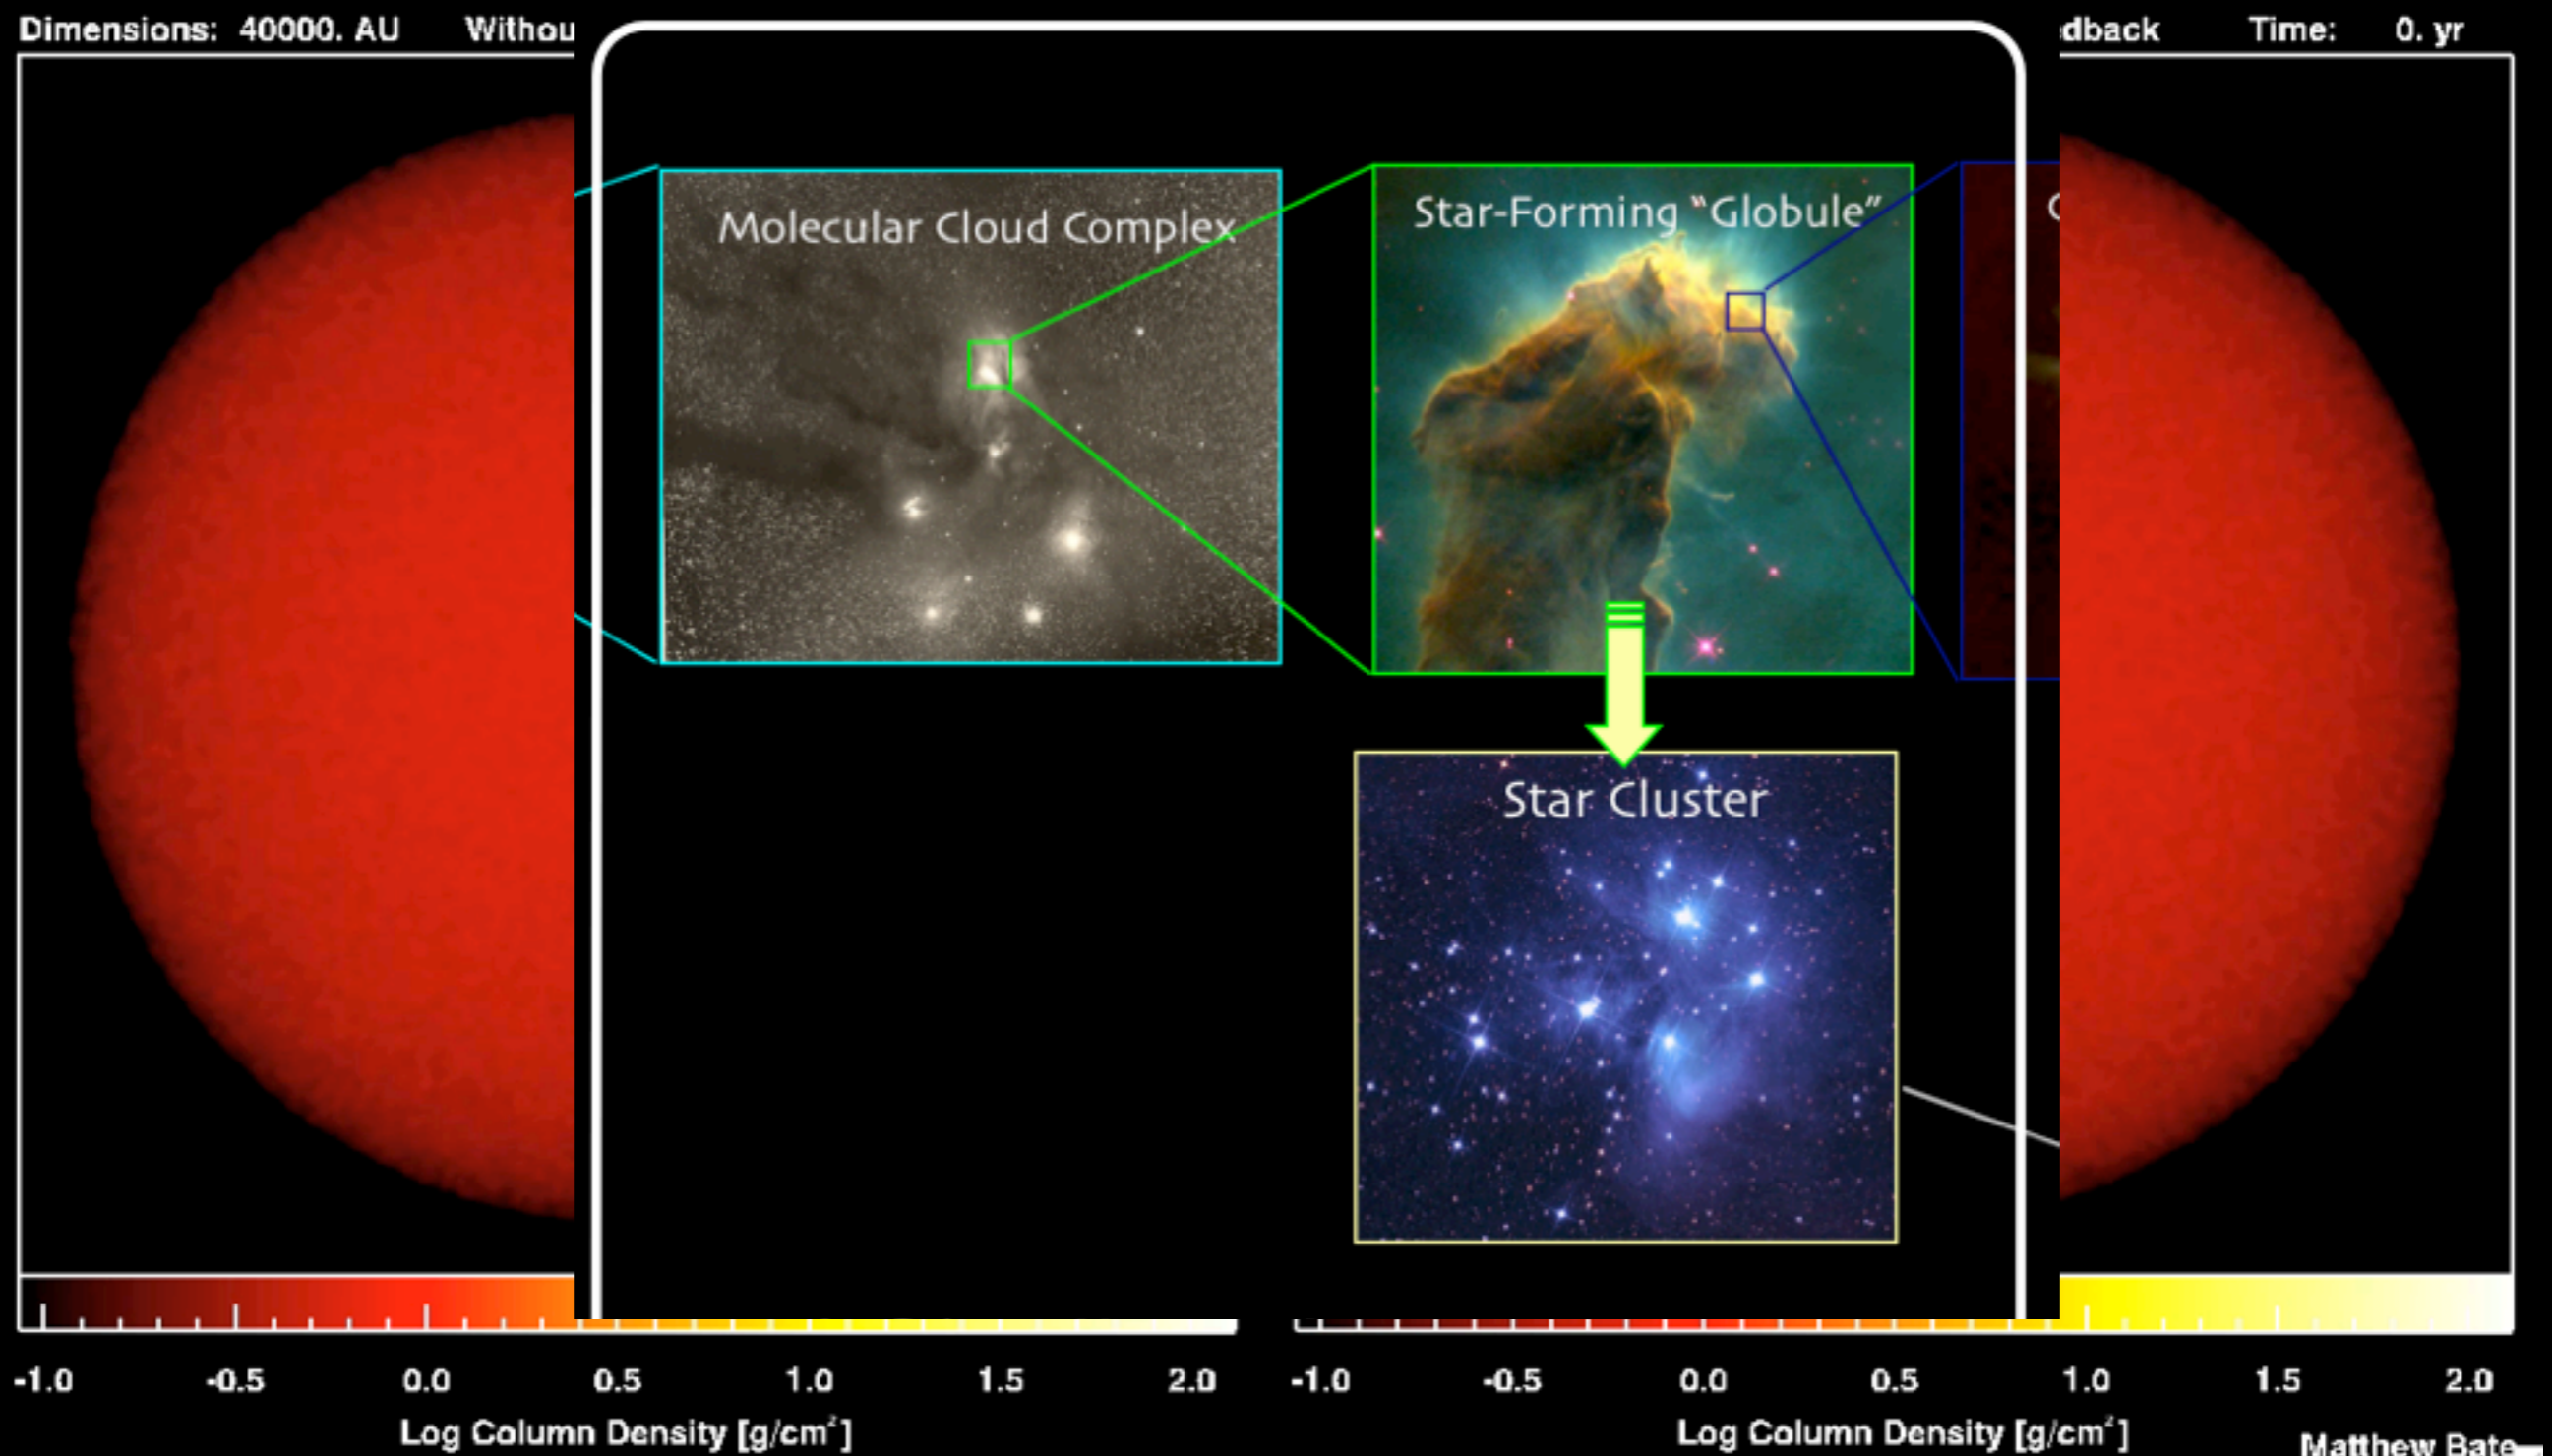 Dimensions: 40000. AU
Time: 0. yr
Molecular Cloud Complex
Star-Forming "Globule"
Star Cluster
-1.0 -0.5 0.0 0.5 1.0 1.5 2.0
-1.0 -0.5 0.0 0.5 1.0 1.5 2.0
Log Column Density [g/cm²]
Log Column Density [g/cm²]
Matthew Bate